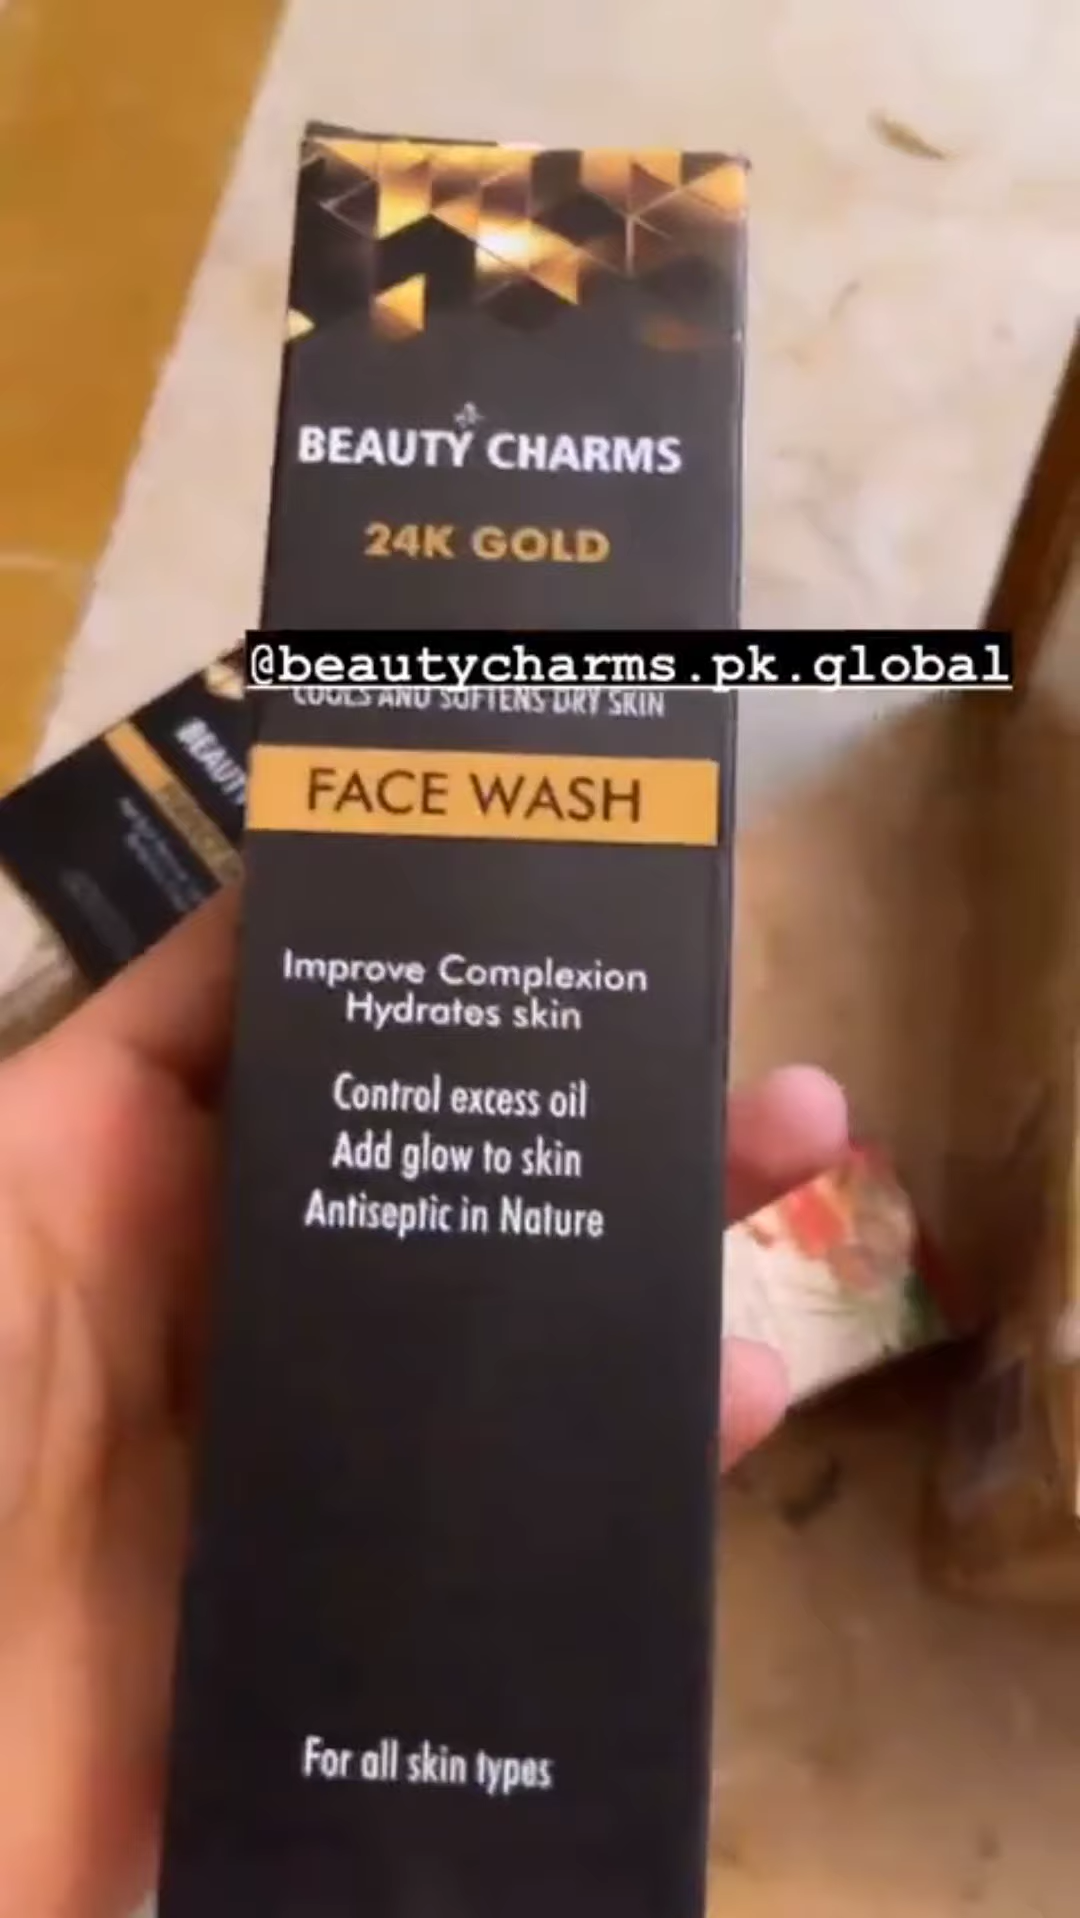 BEAUTY CHARMS
24K GOLD
@beautycharms.pk.global
COOLS AND SOFTENS DRY SKIN
FACE WASH
Improve Complexion
Hydrates skin
Control excess oil
Add glow to skin
Antiseptic in Nature
For all skin types
BEAUTY